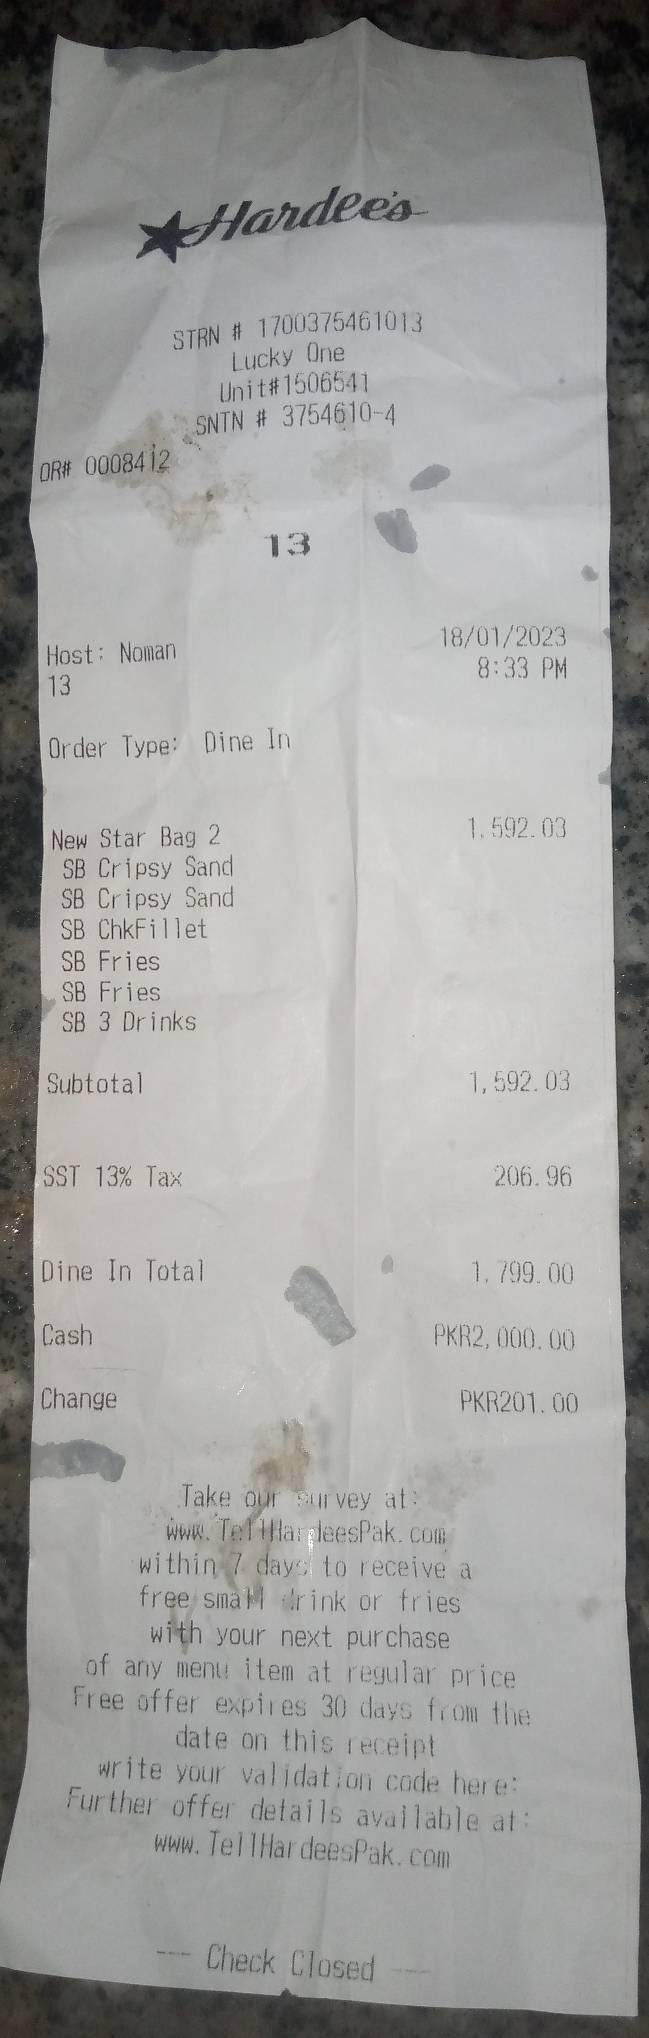 Hardee's
STRN # 1700375461013
Lucky One
Unit#1506541
SNTN # 3754610-4
OR# 0008412
13
Host: Noman 18/01/2023
13 8:33 PM
Order Type: Dine In
New Star Bag 2 1,592.03
SB Cripsy Sand
SB Cripsy Sand
SB ChkFillet
SB Fries
SB Fries
SB 3 Drinks
Subtotal 1,592.03
SST 13% Tax 206.96
Dine In Total 1,799.00
Cash PKR2,000.00
Change PKR201.00
Take our survey at:
www.TellHardeesPak.com
within 7 days to receive a
free small drink or fries
with your next purchase
of any menu item at regular price
Free offer expires 30 days from the
date on this receipt
write your validation code here:
Further offer details available at:
www.TellHardeesPak.com
--- Check Closed ---